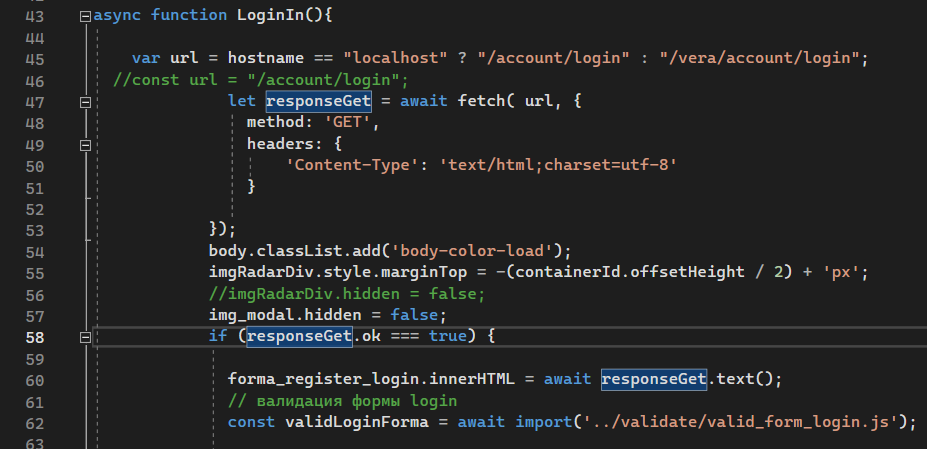 43 async function LoginIn(){
44
45 var url = hostname == "localhost" ? "/account/login" : "/vera/account/login";
46 //const url = "/account/login";
47 let responseGet = await fetch( url, {
48 method: 'GET',
49 headers: {
50 'Content-Type': 'text/html;charset=utf-8'
51 }
52
53 });
54 body.classList.add('body-color-load');
55 imgRadarDiv.style.marginTop = -(containerId.offsetHeight / 2) + 'px';
56 //imgRadarDiv.hidden = false;
57 img_modal.hidden = false;
58 if (responseGet.ok === true) {
59
60 forma_register_login.innerHTML = await responseGet.text();
61 // валидация формы login
62 const validLoginForma = await import('../validate/valid_form_login.js');
63